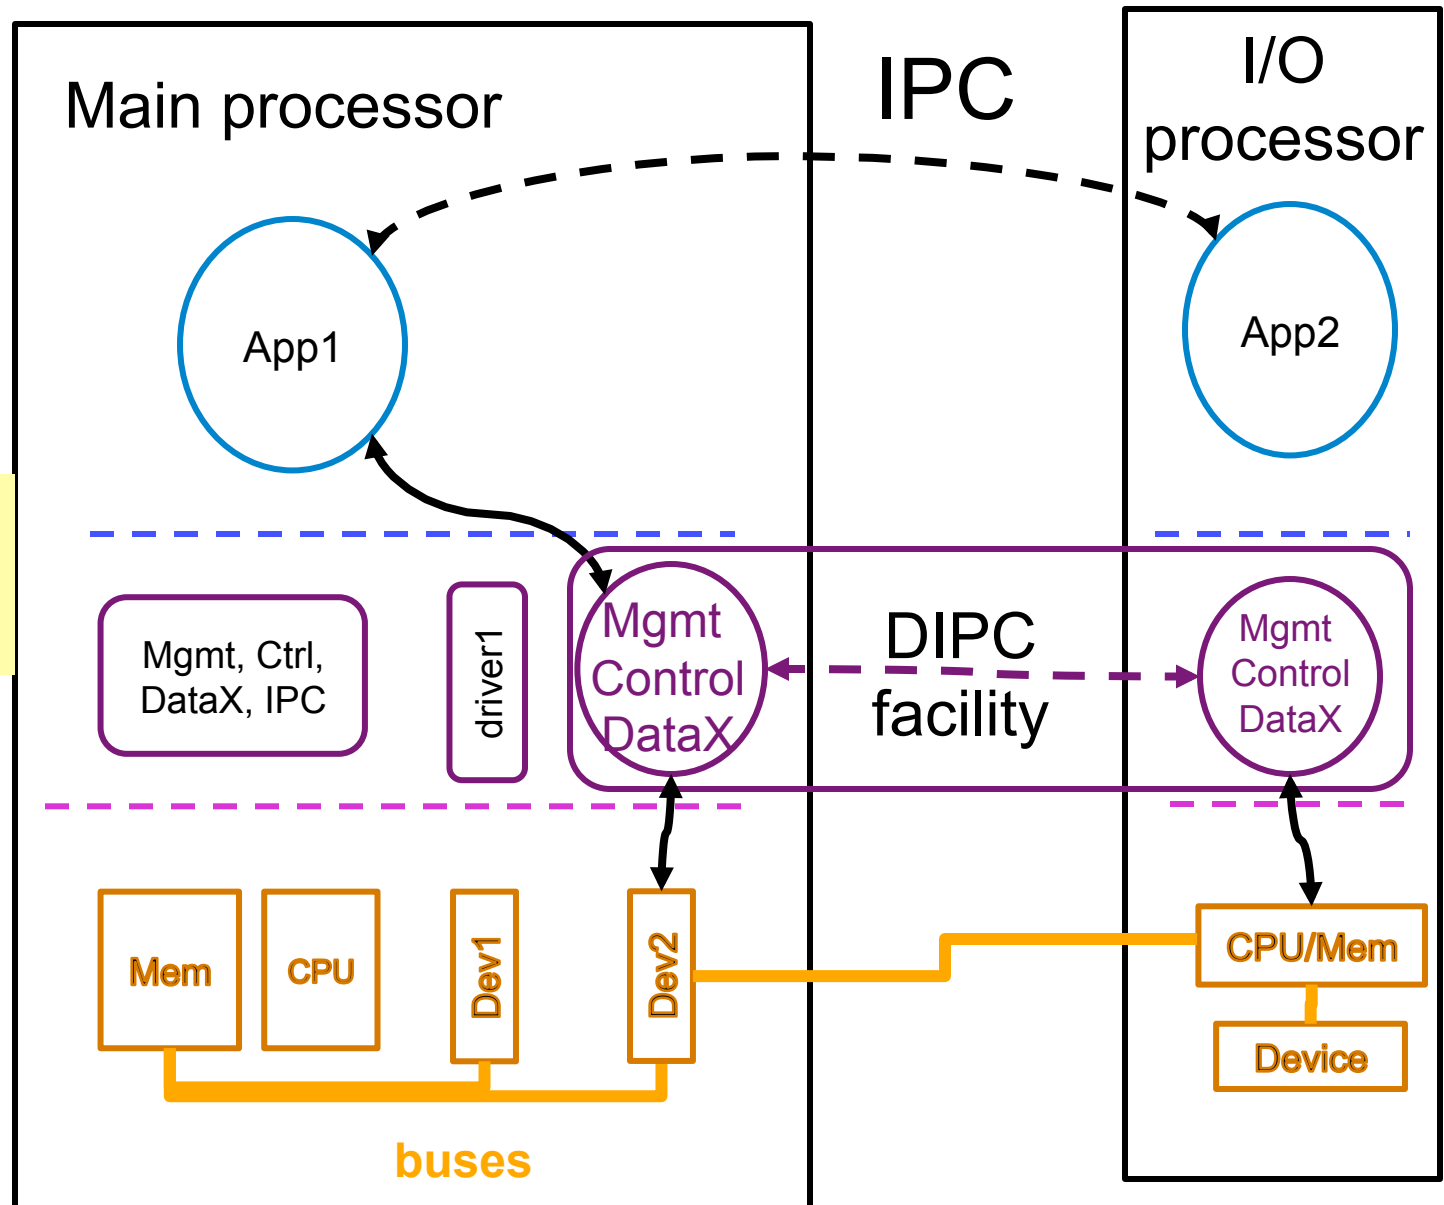 Main processor
IPC
I/O
processor
App1
App2
Mgmt, Ctrl,
DataX, IPC
driver1
Mgmt
Control
DataX
DIPC
facility
Mgmt
Control
DataX
Mem
CPU
Dev1
Dev2
CPU/Mem
Device
buses